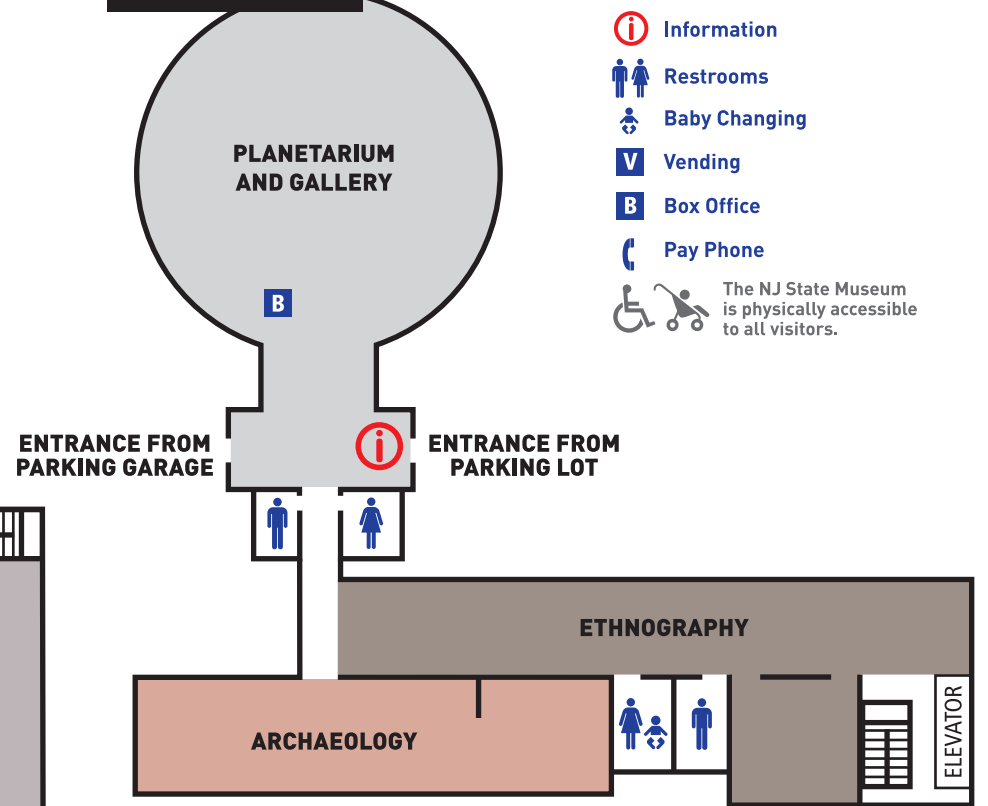 Information
Restrooms
Baby Changing
V Vending
B Box Office
Pay Phone
The NJ State Museum
is physically accessible
to all visitors.
PLANETARIUM
AND GALLERY
B
ENTRANCE FROM
PARKING GARAGE
i
ENTRANCE FROM
PARKING LOT
ETHNOGRAPHY
ARCHAEOLOGY
ELEVATOR